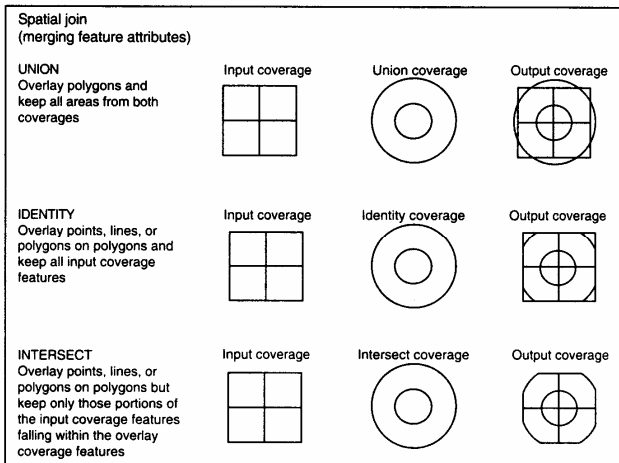 Spatial join
(merging feature attributes)
UNION
Overlay polygons and
keep all areas from both
coverages
Input coverage
Union coverage
Output coverage
IDENTITY
Overlay points, lines, or
polygons on polygons and
keep all input coverage
features
Input coverage
Identity coverage
Output coverage
INTERSECT
Overlay points, lines, or
polygons on polygons but
keep only those portions of
the input coverage features
falling within the overlay
coverage features
Input coverage
Intersect coverage
Output coverage